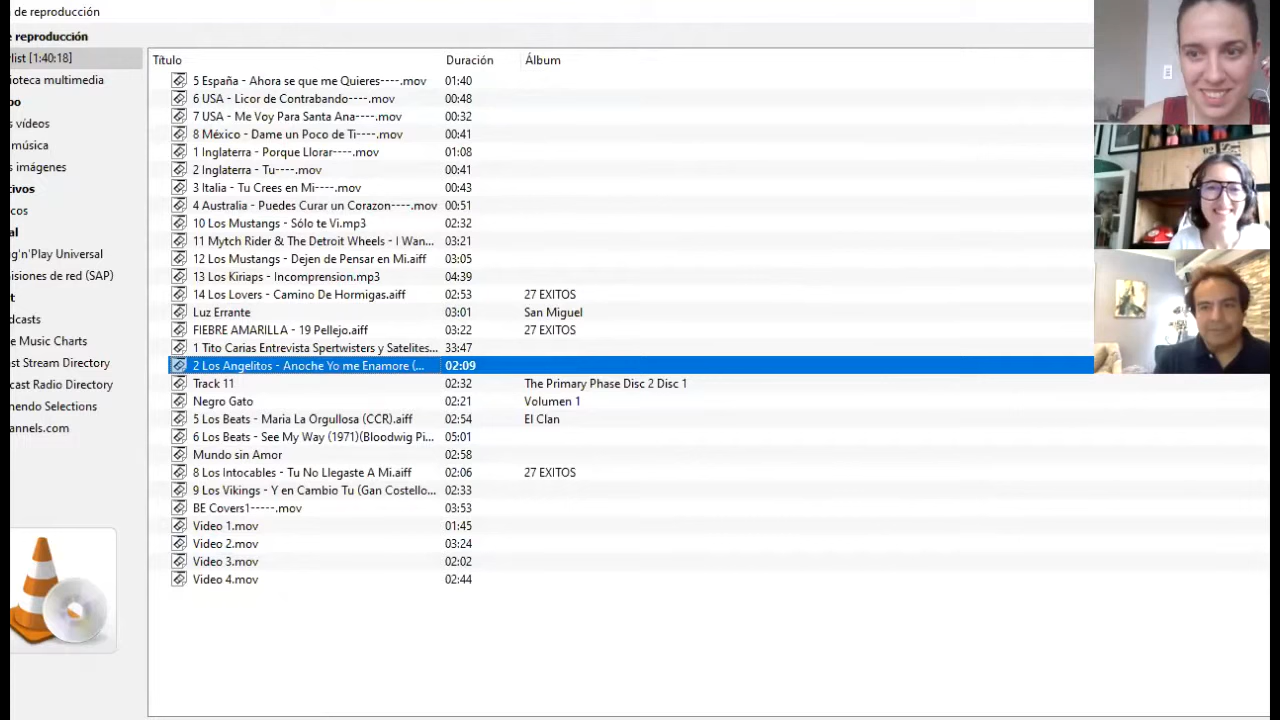 de reproducción
e reproducción
list [1:40:18]
ioteca multimedia
po
s vídeos
música
s imágenes
tivos
cos
al
ng'n'Play Universal
isiones de red (SAP)
et
dcasts
e Music Charts
ast Stream Directory
cast Radio Directory
nendo Selections
annels.com
Título Duración Álbum
5 España - Ahora se que me Quieres----.mov 01:40
6 USA - Licor de Contrabando----.mov 00:48
7 USA - Me Voy Para Santa Ana----.mov 00:32
8 México - Dame un Poco de Ti----.mov 00:41
1 Inglaterra - Porque Llorar----.mov 01:08
2 Inglaterra - Tu----.mov 00:41
3 Italia - Tu Crees en Mi----.mov 00:43
4 Australia - Puedes Curar un Corazon----.mov 00:51
10 Los Mustangs - Sólo te Vi.mp3 02:32
11 Mytch Rider & The Detroit Wheels - I Wan... 03:21
12 Los Mustangs - Dejen de Pensar en Mi.aiff 03:05
13 Los Kiriaps - Incomprension.mp3 04:39
14 Los Lovers - Camino De Hormigas.aiff 02:53 27 EXITOS
Luz Errante 03:01 San Miguel
FIEBRE AMARILLA - 19 Pellejo.aiff 03:22 27 EXITOS
1 Tito Carias Entrevista Spertwisters y Satelites... 33:47
2 Los Angelitos - Anoche Yo me Enamore (... 02:09
Track 11 02:32 The Primary Phase Disc 2 Disc 1
Negro Gato 02:21 Volumen 1
5 Los Beats - Maria La Orgullosa (CCR).aiff 02:54 El Clan
6 Los Beats - See My Way (1971)(Bloodwig Pi... 05:01
Mundo sin Amor 02:58
8 Los Intocables - Tu No Llegaste A Mi.aiff 02:06 27 EXITOS
9 Los Vikings - Y en Cambio Tu (Gan Costello... 02:33
BE Covers1-----.mov 03:53
Video 1.mov 01:45
Video 2.mov 03:24
Video 3.mov 02:02
Video 4.mov 02:44